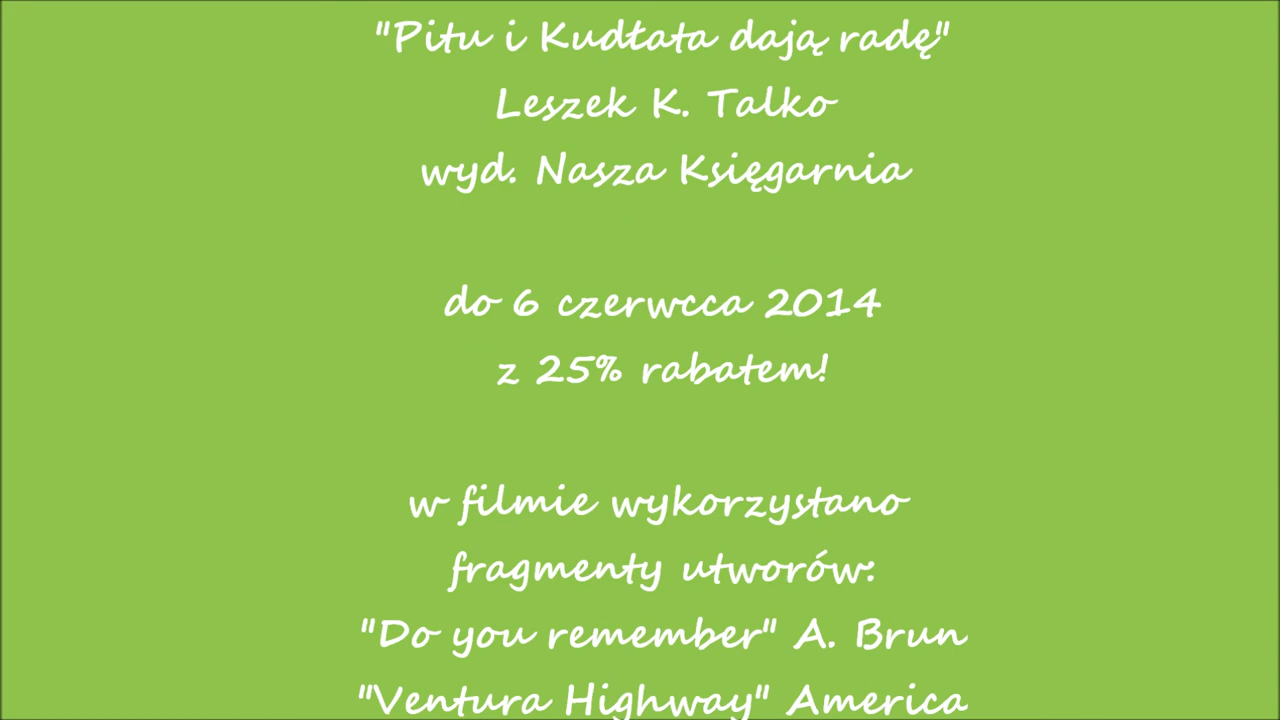 "Pitu i Kudłata dają radę"
Leszek K. Talko
wyd. Nasza Księgarnia
do 6 czerwcca 2014
z 25% rabatem!
w filmie wykorzystano
fragmenty utworów:
"Do you remember" A. Brun
"Ventura Highway" America